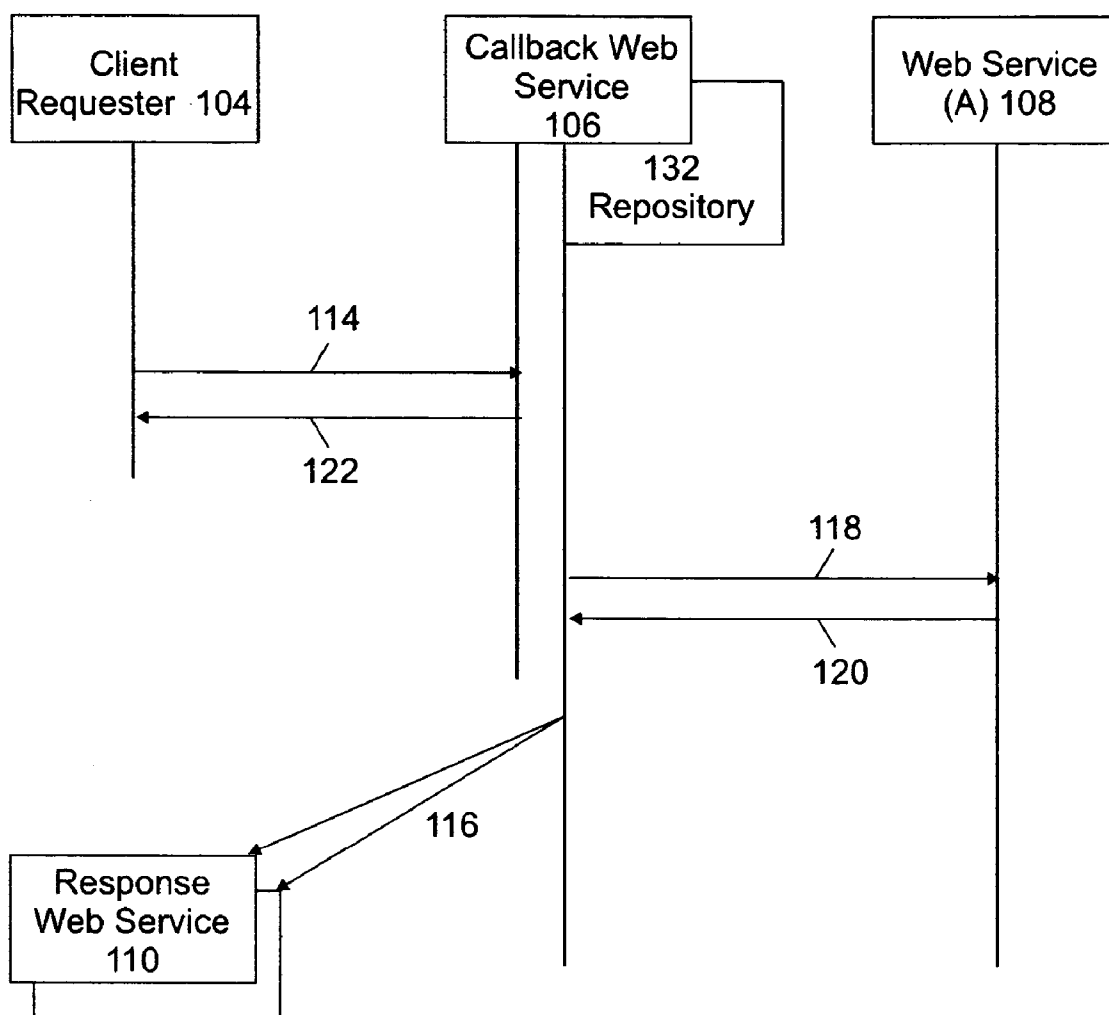 Client
Requester 104
Callback Web
Service
106
Web Service
(A) 108
132
Repository
114
122
118
120
116
Response
Web Service
110